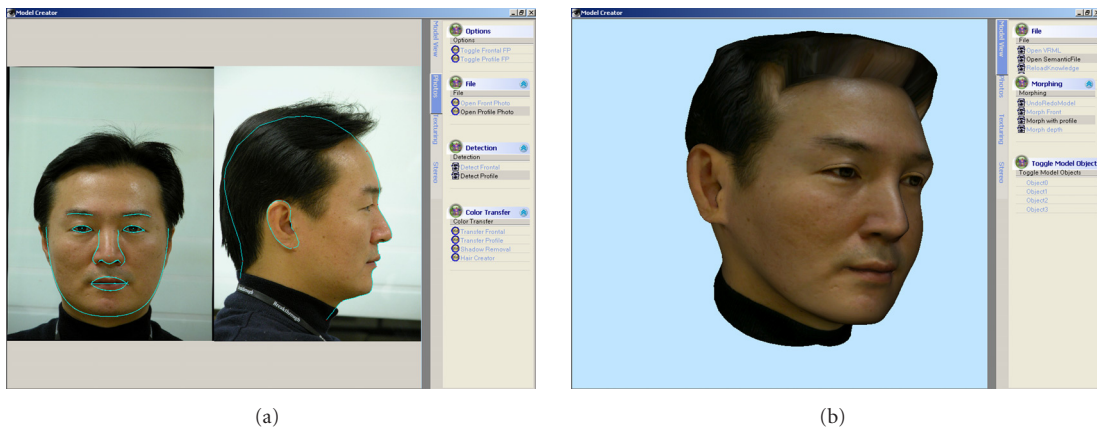 Model Creator
Model View
Photos
Texturing
Stereo
Options
Options
Toggle Frontal FP
Toggle Profile FP
File
File
Open Front Photo
Open Profile Photo
Detection
Detection
Detect Frontal
Detect Profile
Color Transfer
Color Transfer
Transfer Frontal
Transfer Profile
Shadow Removal
Hair Creator
Breakthrough
(a)
Model Creator
Model View
Photos
Texturing
Stereo
File
File
Open VRML
Open SemanticFile
ReloadKnowledge
Morphing
Morphing
UndoRedoModel
Morph Front
Morph with profile
Morph depth
Toggle Model Object
Toggle Model Objects
Object0
Object1
Object2
Object3
(b)